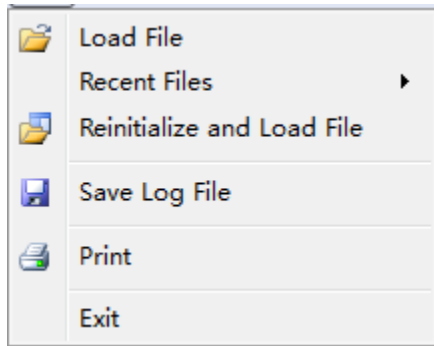 Load File
Recent Files
Reinitialize and Load File
Save Log File
Print
Exit